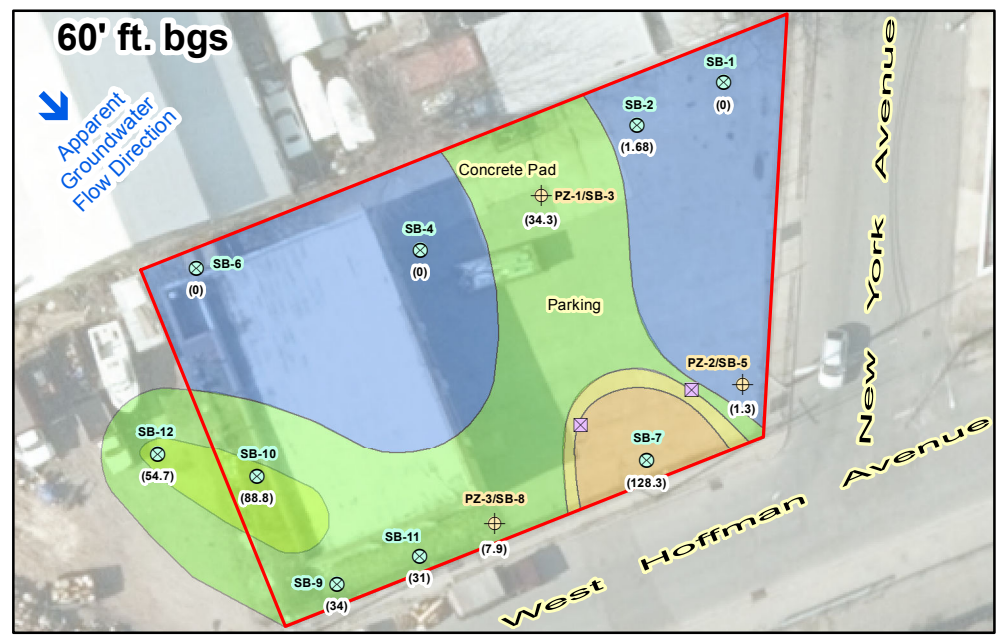 60' ft. bgs
Apparent
Groundwater
Flow Direction
SB-1
(0)
SB-2
(1.68)
Concrete Pad
PZ-1/SB-3
(34.3)
SB-4
(0)
SB-6
(0)
Parking
PZ-2/SB-5
(1.3)
SB-12
(54.7)
SB-10
(88.8)
SB-7
(128.3)
PZ-3/SB-8
(7.9)
SB-11
(31)
SB-9
(34)
New York Avenue
West Hoffman Avenue